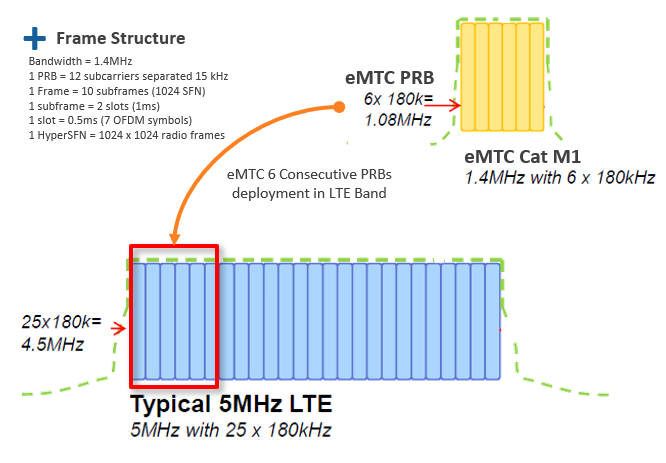 Frame Structure
Bandwidth = 1.4MHz
1 PRB = 12 subcarriers separated 15 kHz
1 Frame = 10 subframes (1024 SFN)
1 subframe = 2 slots (1ms)
1 slot = 0.5ms (7 OFDM symbols)
1 HyperSFN = 1024 x 1024 radio frames
eMTC PRB
6x 180k=
1.08MHz
eMTC Cat M1
1.4MHz with 6 x 180kHz
eMTC 6 Consecutive PRBs
deployment in LTE Band
25x180k=
4.5MHz
Typical 5MHz LTE
5MHz with 25 x 180kHz